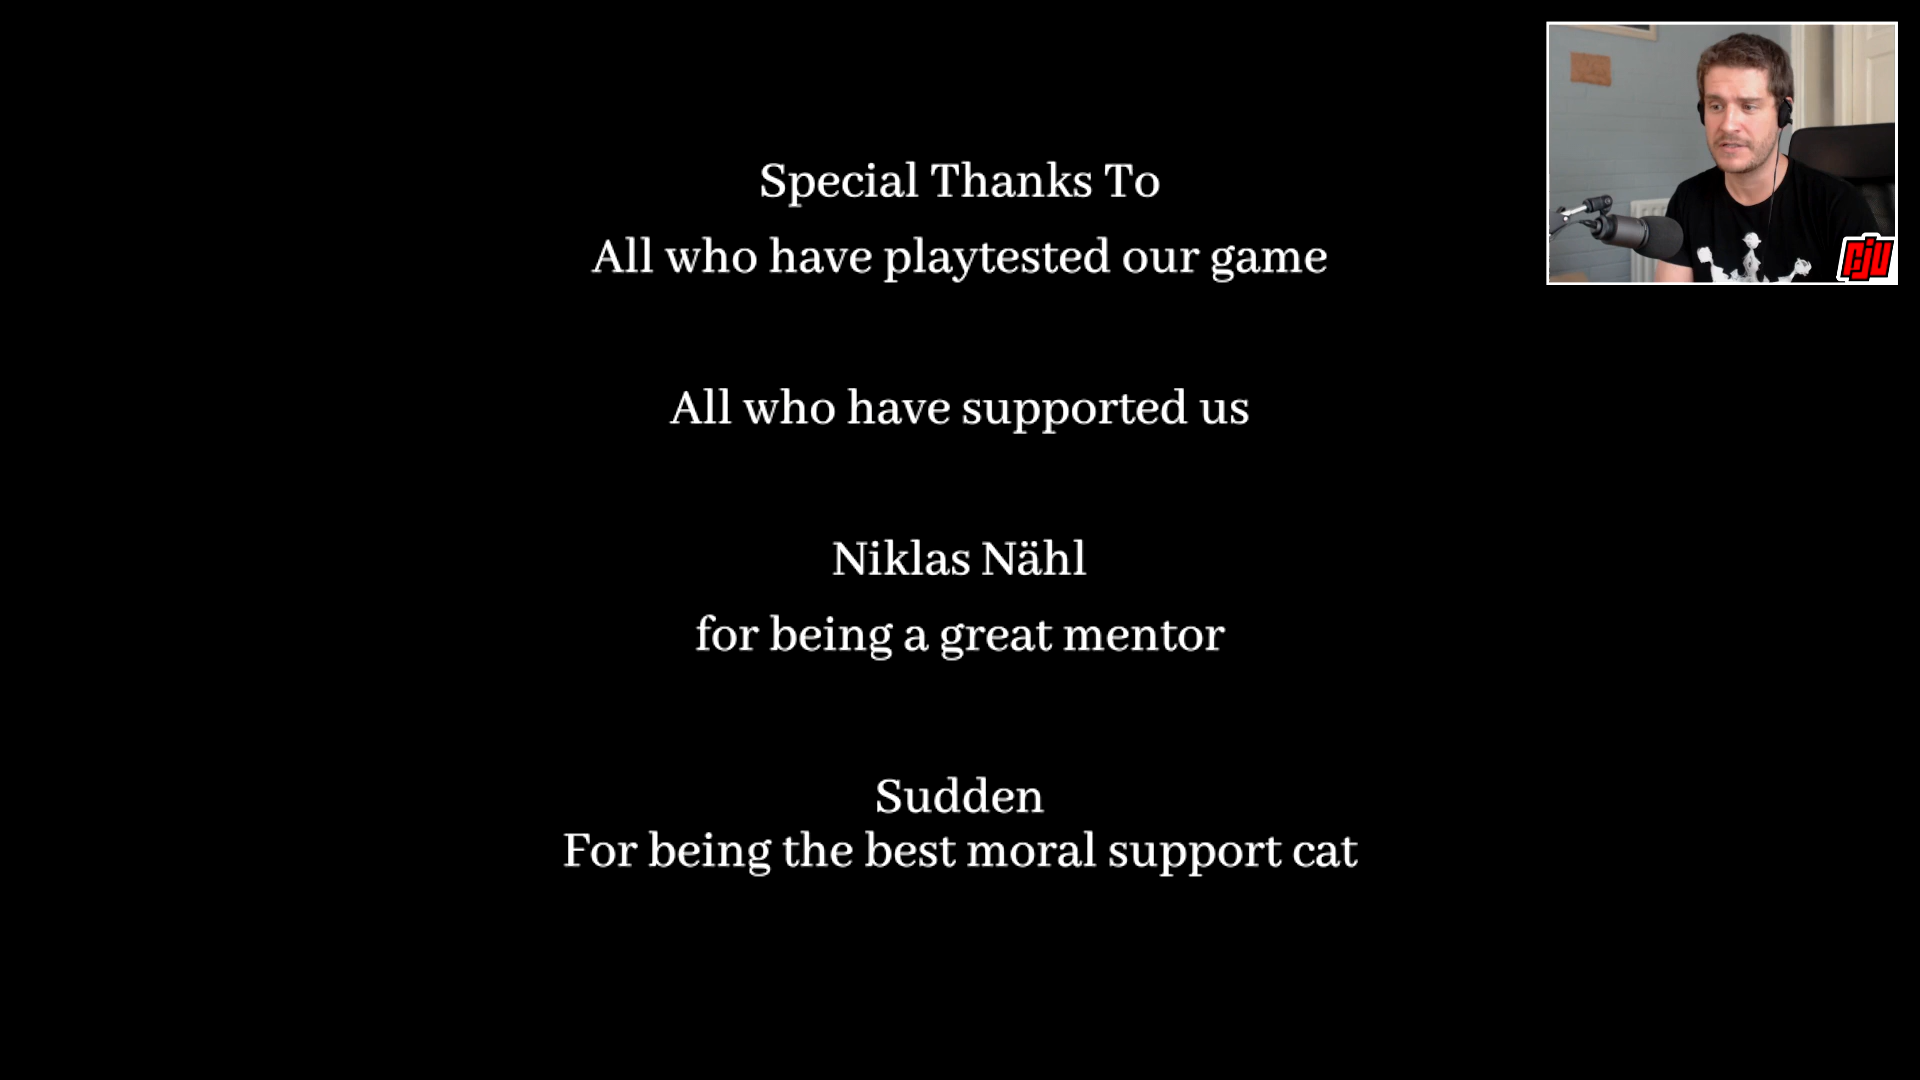 Special Thanks To
All who have playtested our game
All who have supported us
Niklas Nähl
for being a great mentor
Sudden
For being the best moral support cat
CJU